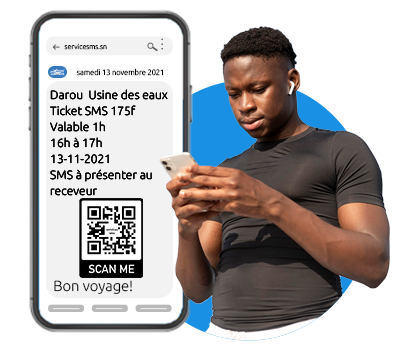 servicesms.sn
samedi 13 novembre 2021
Darou Usine des eaux
Ticket SMS 175f
Valable 1h
16h à 17h
13-11-2021
SMS à présenter au
receveur
SCAN ME
Bon voyage!